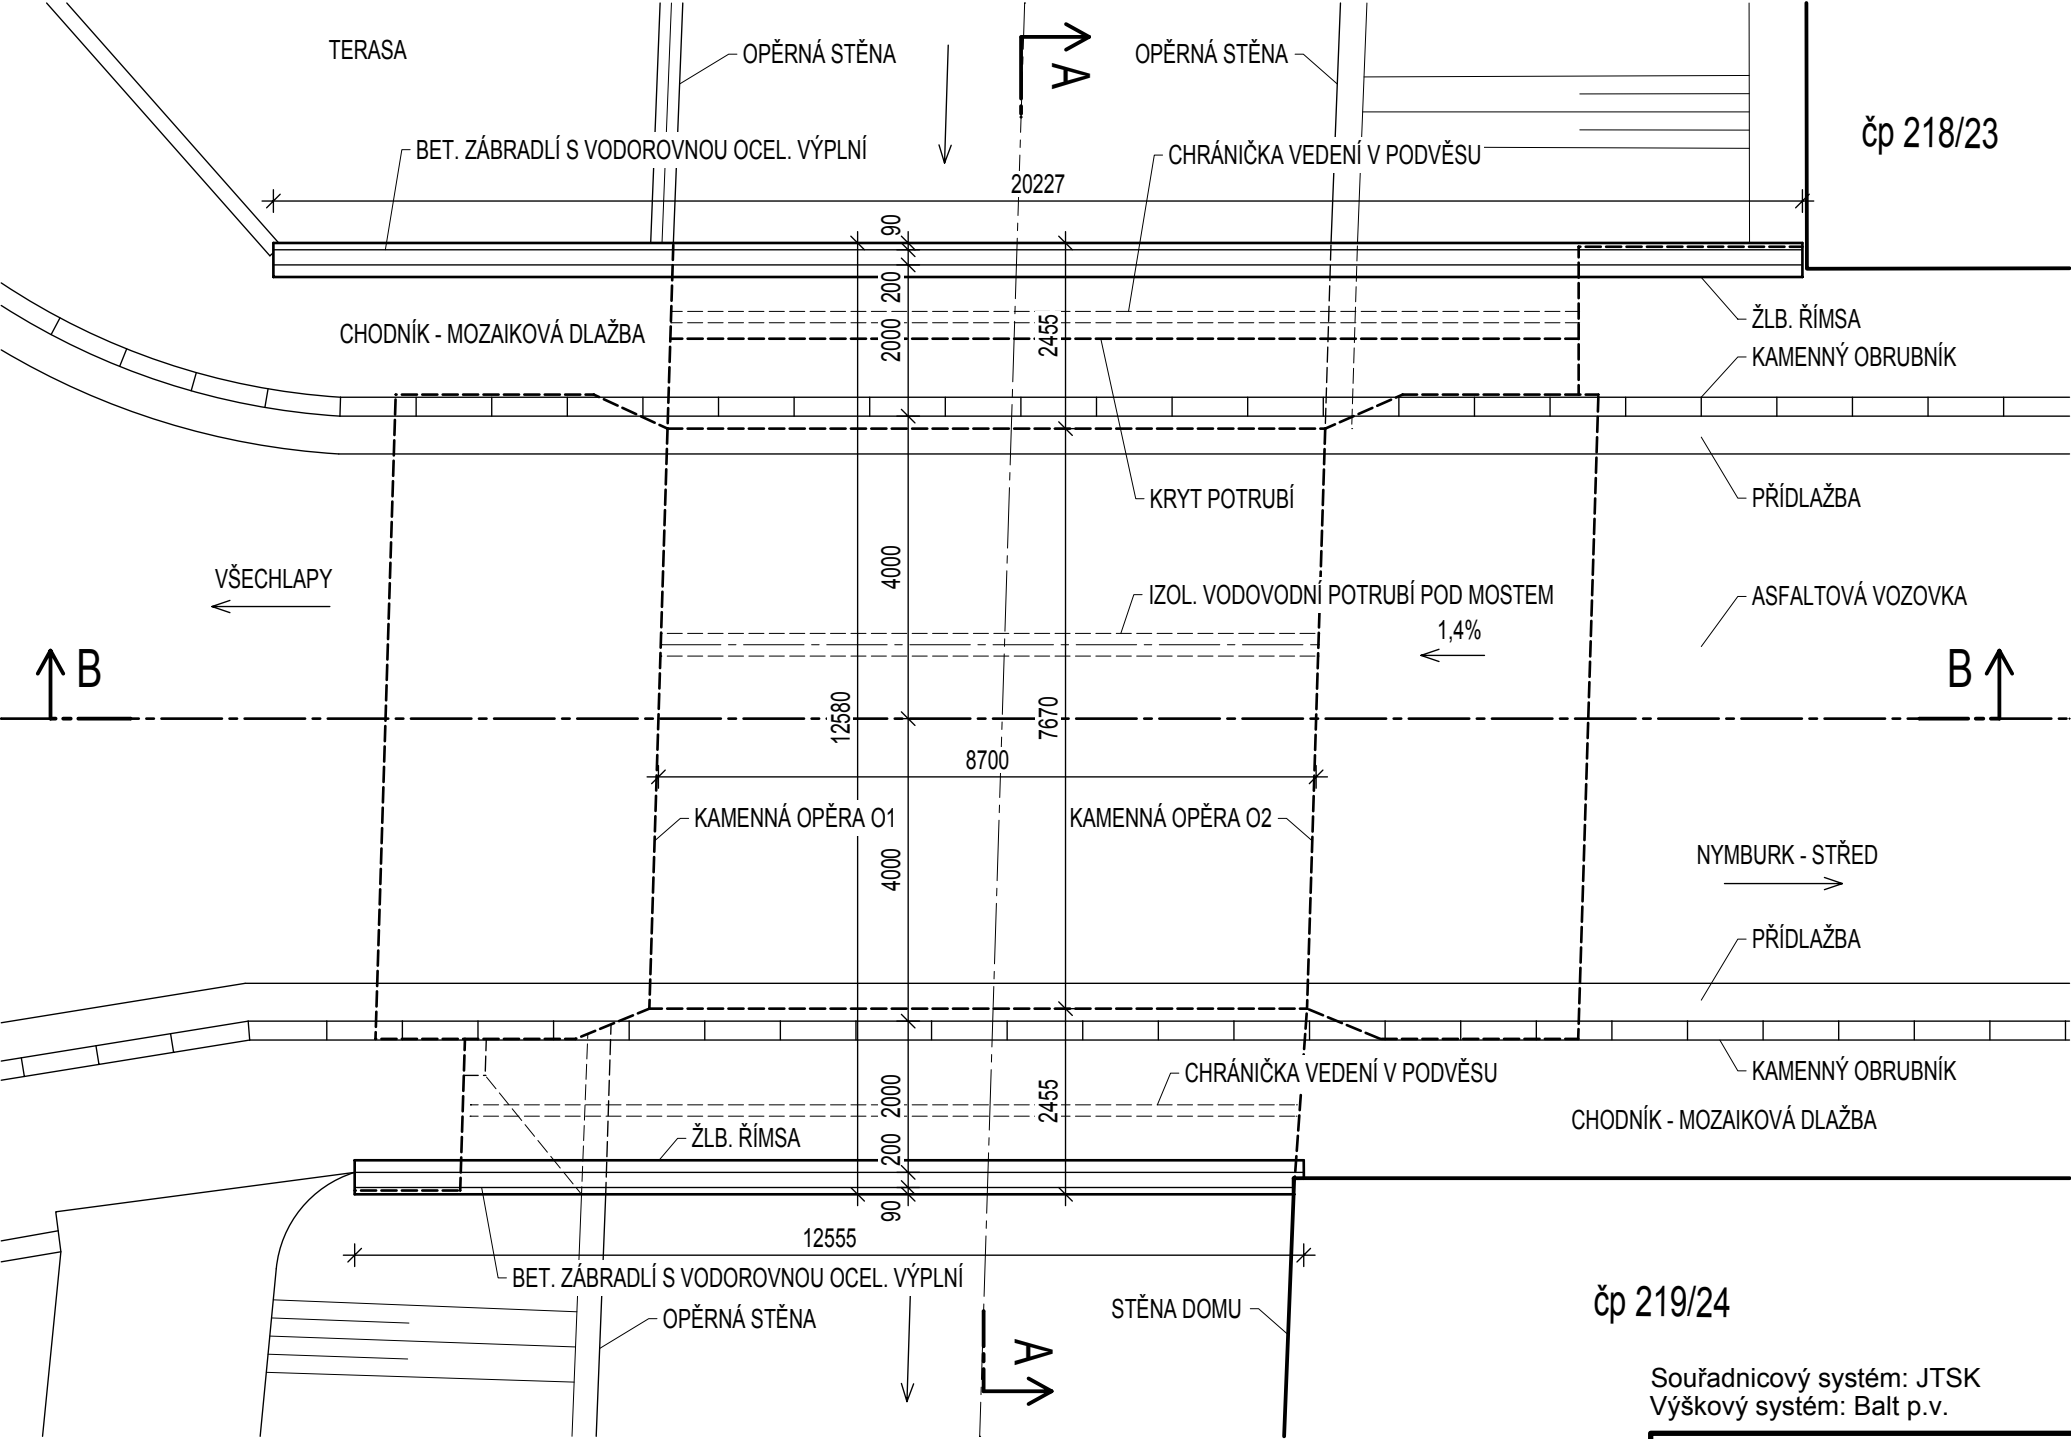 TERASA
OPĚRNÁ STĚNA
A
OPĚRNÁ STĚNA
čp 218/23
BET. ZÁBRADLÍ S VODOROVNOU OCEL. VÝPLNÍ
CHRÁNIČKA VEDENÍ V PODVĚSU
20227
90
200
2000
2455
CHODNÍK - MOZAIKOVÁ DLAŽBA
ŽLB. ŘÍMSA
KAMENNÝ OBRUBNÍK
KRYT POTRUBÍ
PŘÍDLAŽBA
4000
VŠECHLAPY
IZOL. VODOVODNÍ POTRUBÍ POD MOSTEM
ASFALTOVÁ VOZOVKA
1,4%
B
B
12580
7670
8700
KAMENNÁ OPĚRA O1
KAMENNÁ OPĚRA O2
4000
NYMBURK - STŘED
PŘÍDLAŽBA
CHRÁNIČKA VEDENÍ V PODVĚSU
KAMENNÝ OBRUBNÍK
2000
2455
CHODNÍK - MOZAIKOVÁ DLAŽBA
ŽLB. ŘÍMSA
200
90
12555
BET. ZÁBRADLÍ S VODOROVNOU OCEL. VÝPLNÍ
OPĚRNÁ STĚNA
STĚNA DOMU
čp 219/24
A
Souřadnicový systém: JTSK
Výškový systém: Balt p.v.